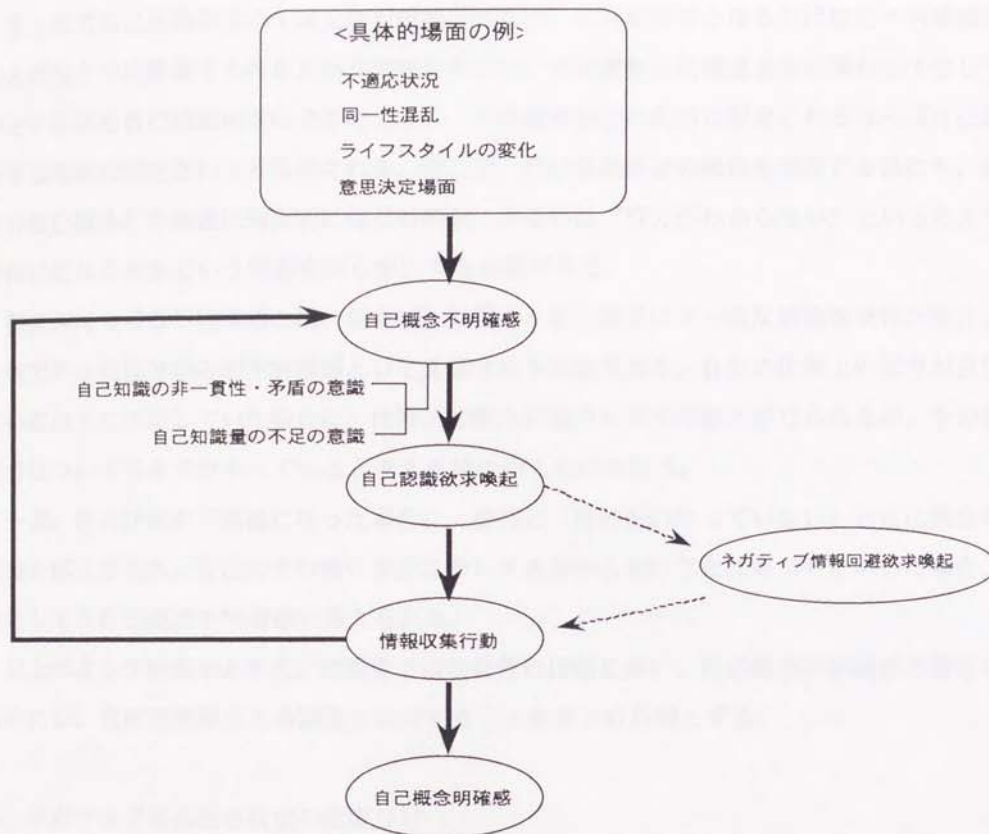 <具体的場面の例>
不適応状況
同一性混乱
ライフスタイルの変化
意思決定場面
自己概念不明確感
自己知識の非一貫性・矛盾の意識
自己知識量の不足の意識
自己認識欲求喚起
ネガティブ情報回避欲求喚起
情報収集行動
自己概念明確感